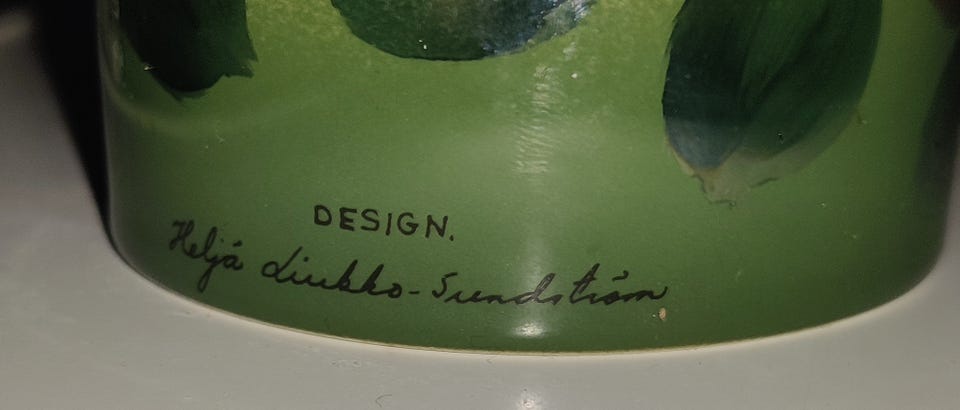 DESIGN.
Heljä Liukko-Sundström